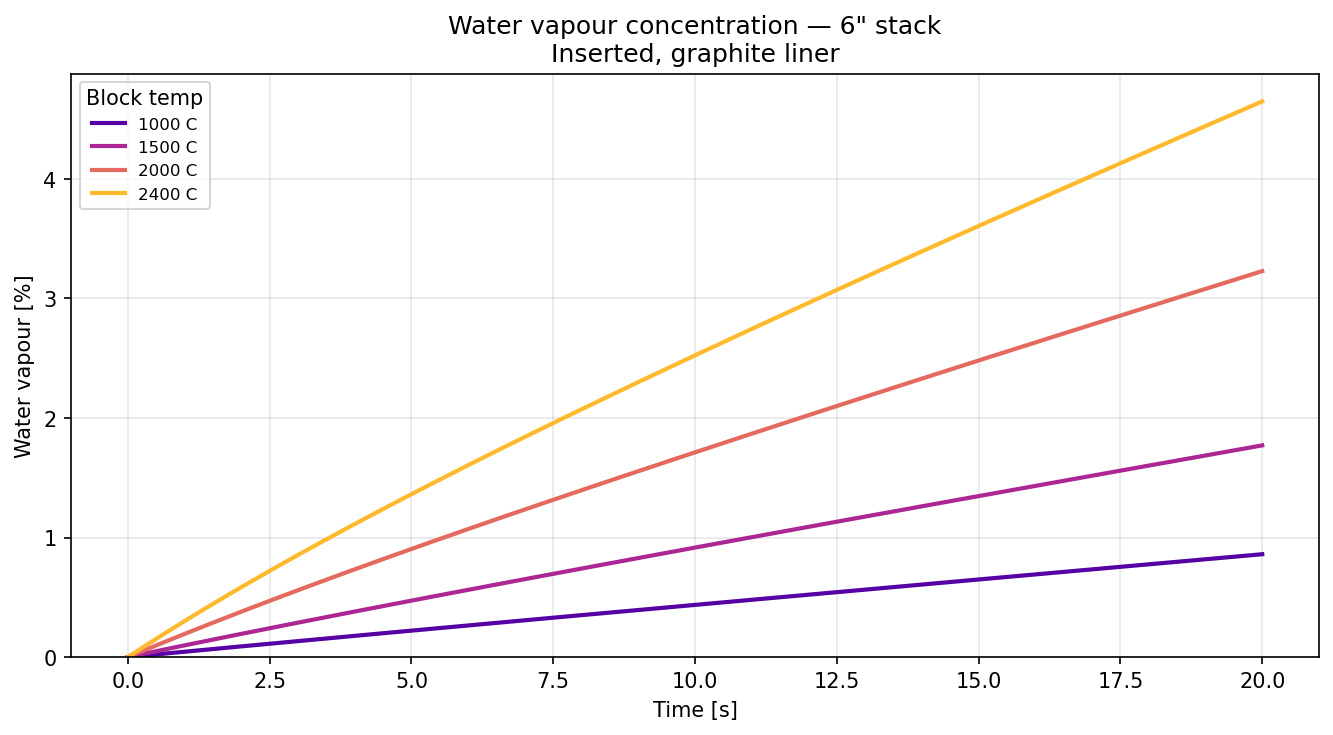 Water vapour concentration — 6" stack
Inserted, graphite liner
Block temp
1000 C
1500 C
2000 C
2400 C
Water vapour [%]
4
3
2
1
0
0.0 2.5 5.0 7.5 10.0 12.5 15.0 17.5 20.0
Time [s]